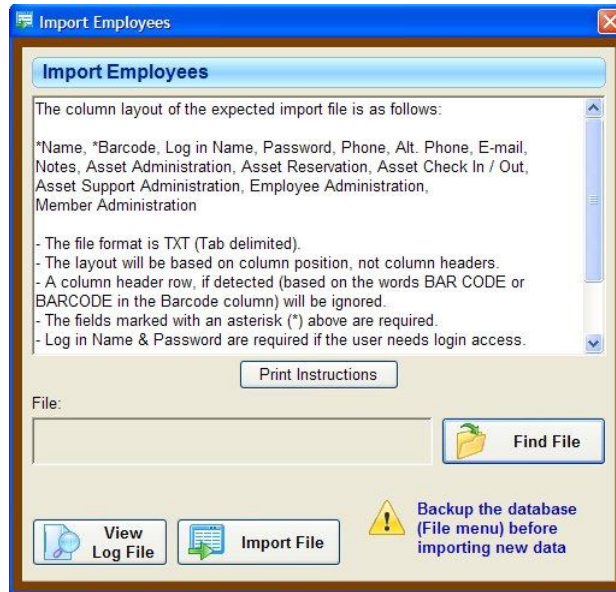 Import Employees
Import Employees
The column layout of the expected import file is as follows:
*Name, *Barcode, Log in Name, Password, Phone, Alt. Phone, E-mail,
Notes, Asset Administration, Asset Reservation, Asset Check In / Out,
Asset Support Administration, Employee Administration,
Member Administration
- The file format is TXT (Tab delimited).
- The layout will be based on column position, not column headers.
- A column header row, if detected (based on the words BAR CODE or
BARCODE in the Barcode column) will be ignored.
- The fields marked with an asterisk (*) above are required.
- Log in Name & Password are required if the user needs login access.
Print Instructions
File:
Find File
View
Log File
Import File
Backup the database
(File menu) before
importing new data